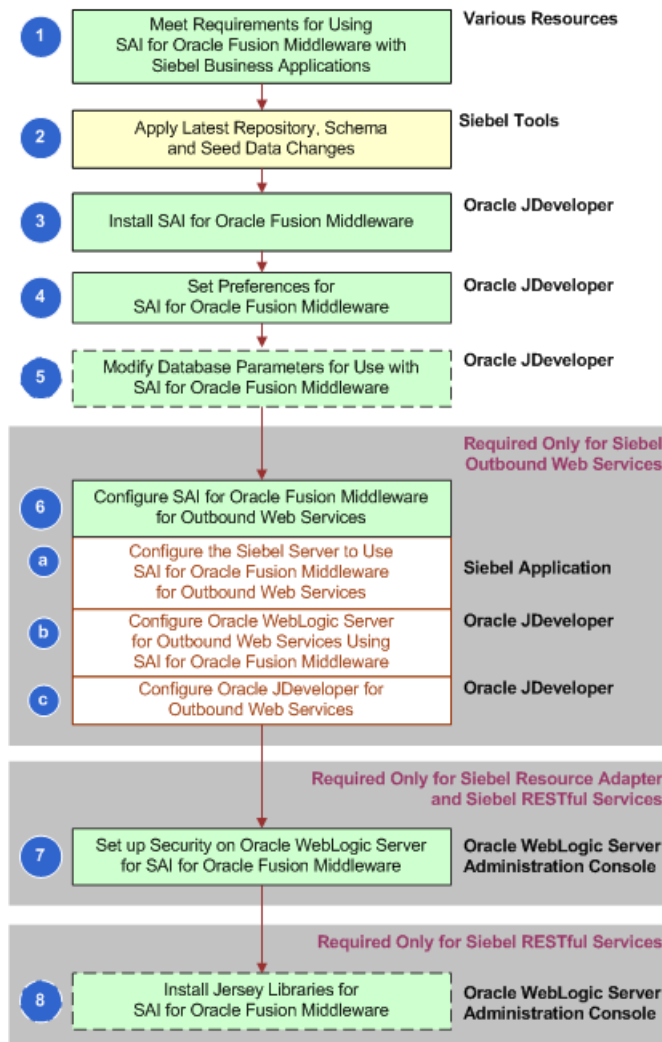 1
Meet Requirements for Using
SAI for Oracle Fusion Middleware with
Siebel Business Applications
Various Resources
2
Apply Latest Repository, Schema
and Seed Data Changes
Siebel Tools
3
Install SAI for Oracle Fusion Middleware
Oracle JDeveloper
4
Set Preferences for
SAI for Oracle Fusion Middleware
Oracle JDeveloper
5
Modify Database Parameters for Use with
SAI for Oracle Fusion Middleware
Oracle JDeveloper
Required Only for Siebel
Outbound Web Services
6
Configure SAI for Oracle Fusion Middleware
for Outbound Web Services
a
Configure the Siebel Server to Use
SAI for Oracle Fusion Middleware
for Outbound Web Services
Siebel Application
b
Configure Oracle WebLogic Server
for Outbound Web Services Using
SAI for Oracle Fusion Middleware
Oracle JDeveloper
c
Configure Oracle JDeveloper for
Outbound Web Services
Oracle JDeveloper
Required Only for Siebel Resource Adapter
and Siebel RESTful Services
7
Set up Security on Oracle WebLogic Server
for SAI for Oracle Fusion Middleware
Oracle WebLogic Server
Administration Console
Required Only for Siebel RESTful Services
8
Install Jersey Libraries for
SAI for Oracle Fusion Middleware
Oracle WebLogic Server
Administration Console